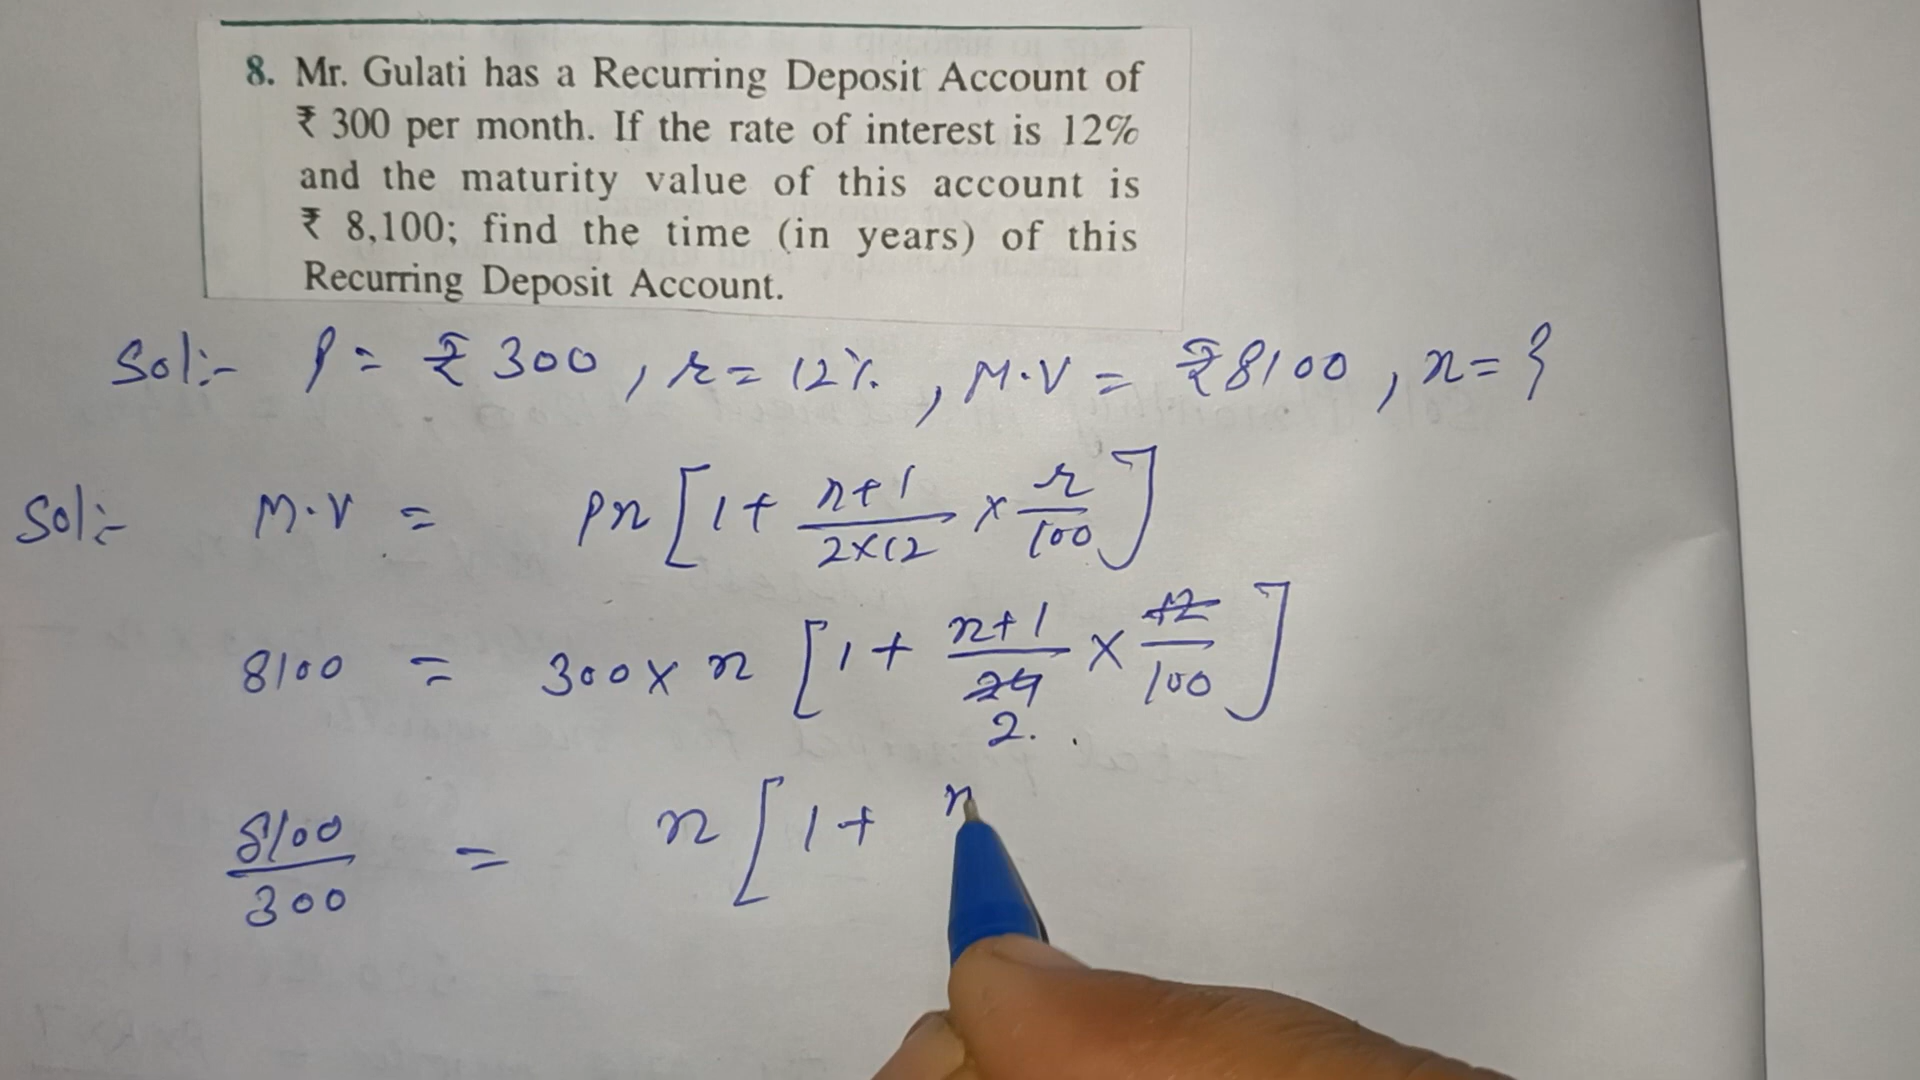 8. Mr. Gulati has a Recurring Deposit Account of
₹ 300 per month. If the rate of interest is 12%
and the maturity value of this account is
₹ 8,100; find the time (in years) of this
Recurring Deposit Account.
Sol:- P = ₹ 300 , r = 12% , M.V = ₹8100 , n = ?
Sol:- M.V = Pn [1 + n+1/2×12 × r/100]
8100 = 300 × n [1 + n+1/24 × 12/100]
2.
8100/300 = n [1 + n